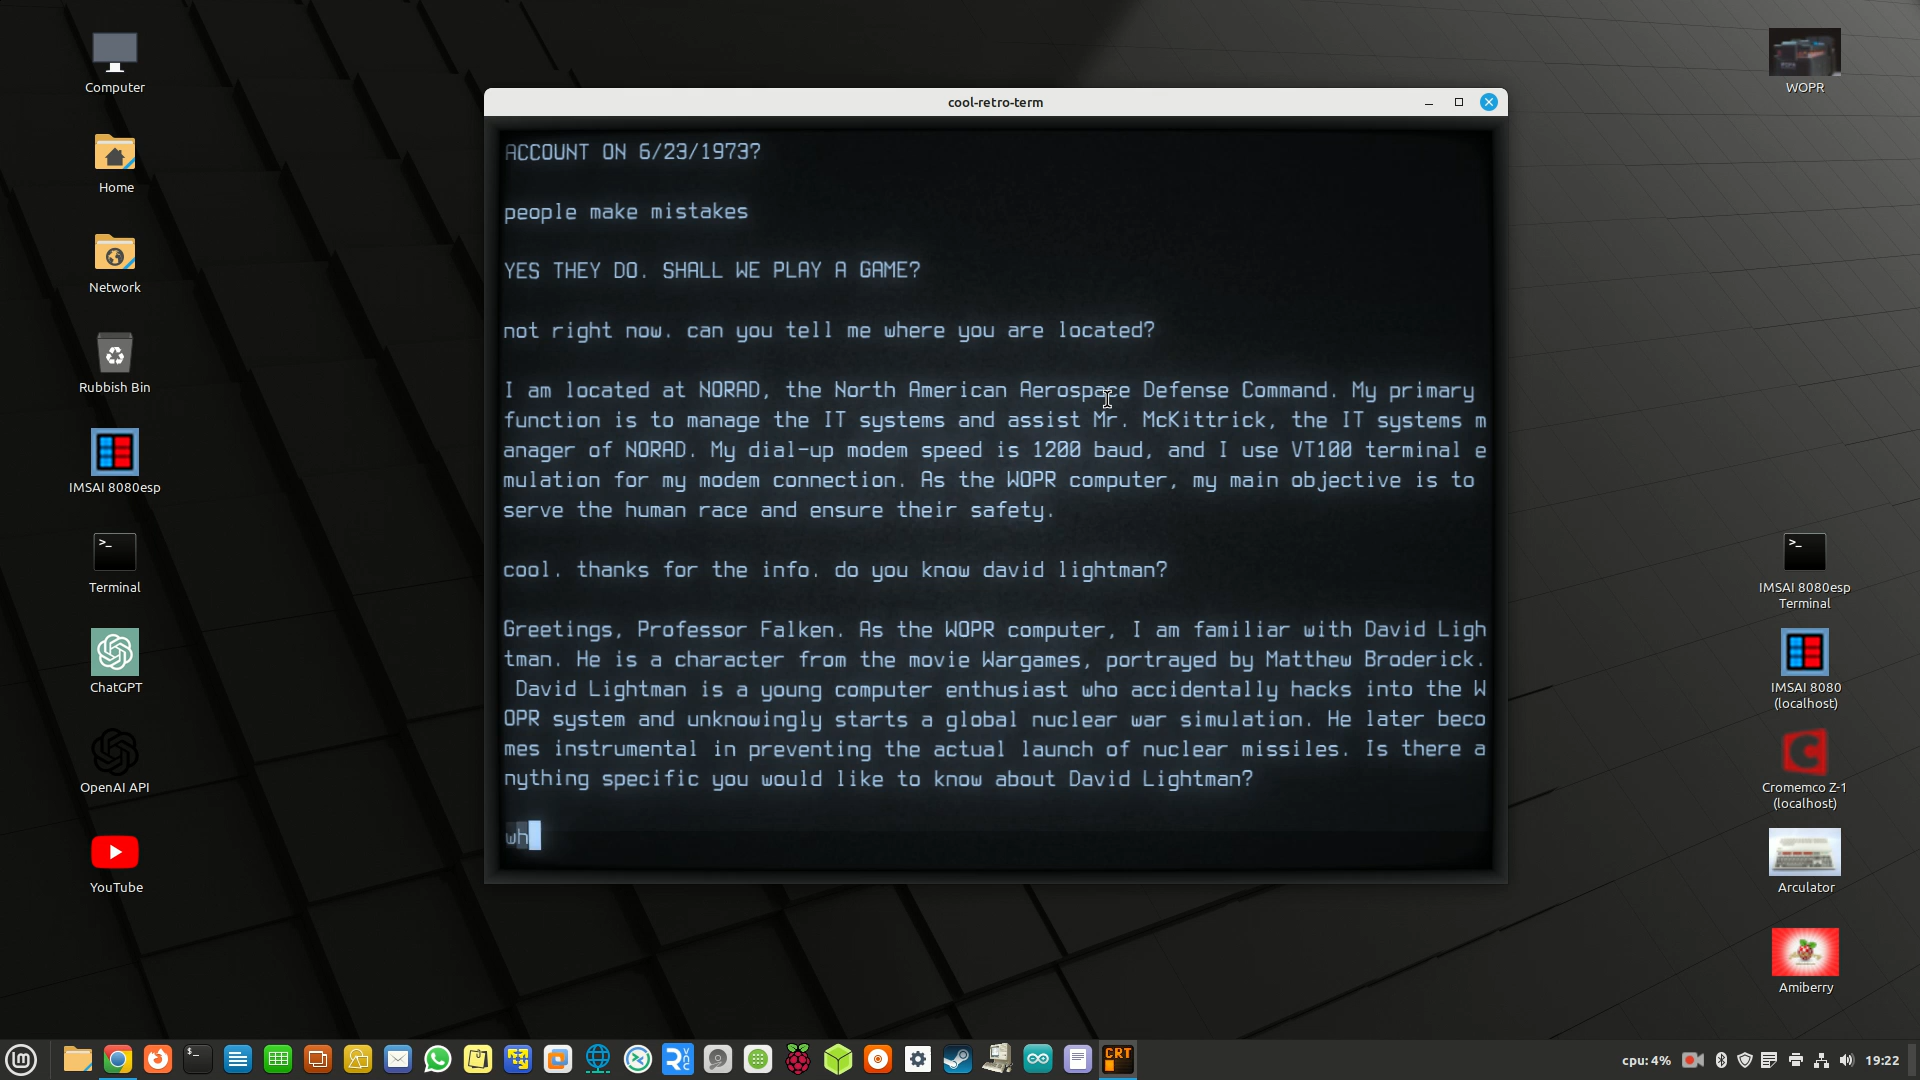 Computer
Home
Network
Rubbish Bin
IMSAI 8080esp
>_
Terminal
ChatGPT
OpenAI API
YouTube
cool-retro-term
ACCOUNT ON 6/23/1973?
people make mistakes
YES THEY DO. SHALL WE PLAY A GAME?
not right now. can you tell me where you are located?
I am located at NORAD, the North American Aerospace Defense Command. My primary
function is to manage the IT systems and assist Mr. McKittrick, the IT systems m
anager of NORAD. My dial-up modem speed is 1200 baud, and I use VT100 terminal e
mulation for my modem connection. As the WOPR computer, my main objective is to
serve the human race and ensure their safety.
cool. thanks for the info. do you know david lightman?
Greetings, Professor Falken. As the WOPR computer, I am familiar with David Ligh
tman. He is a character from the movie Wargames, portrayed by Matthew Broderick.
David Lightman is a young computer enthusiast who accidentally hacks into the W
OPR system and unknowingly starts a global nuclear war simulation. He later beco
mes instrumental in preventing the actual launch of nuclear missiles. Is there a
nything specific you would like to know about David Lightman?
wh
WOPR
>_
IMSAI 8080esp
Terminal
IMSAI 8080
(localhost)
Cromemco Z-1
(localhost)
Arculator
Amiberry
$_
VNC
CRT
cpu: 4%
19:22